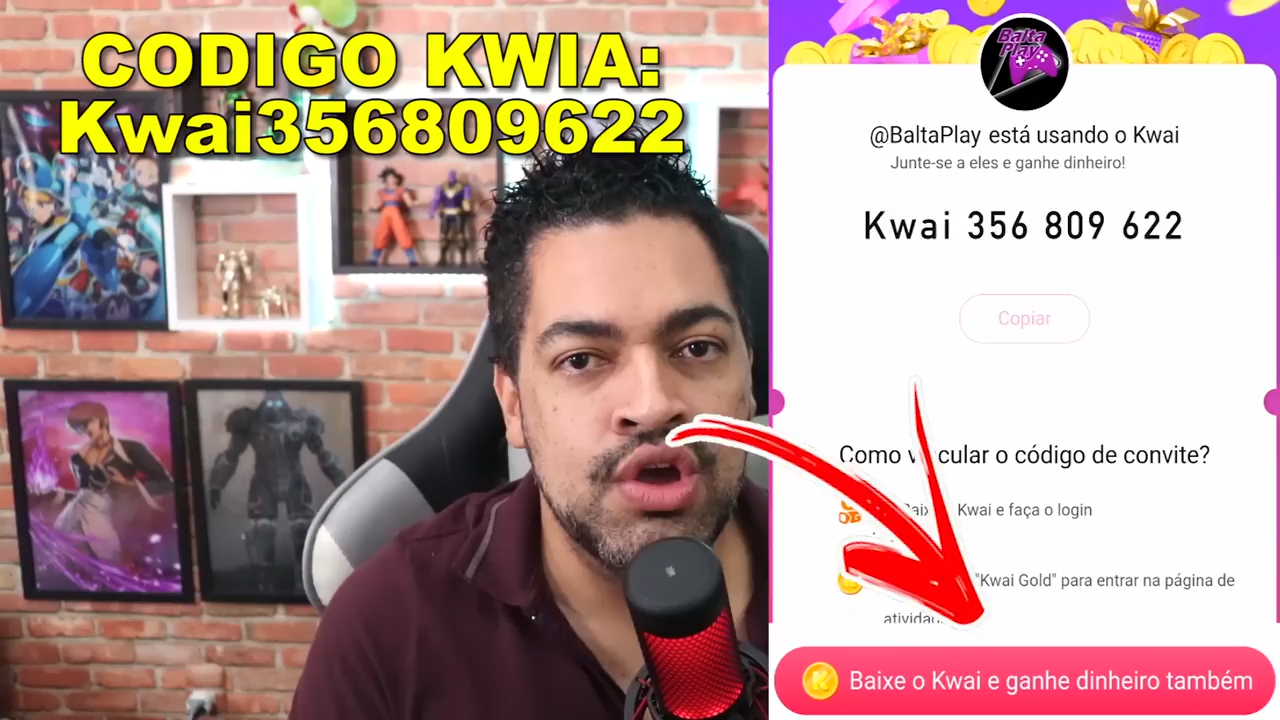 CODIGO KWIA:
Kwai356809622
Balta
Play
@BaltaPlay está usando o Kwai
Junte-se a eles e ganhe dinheiro!
Kwai 356 809 622
Copiar
Como cular o código de convite?
Kwai e faça o login
"Kwai Gold" para entrar na página de
Baixe o Kwai e ganhe dinheiro também